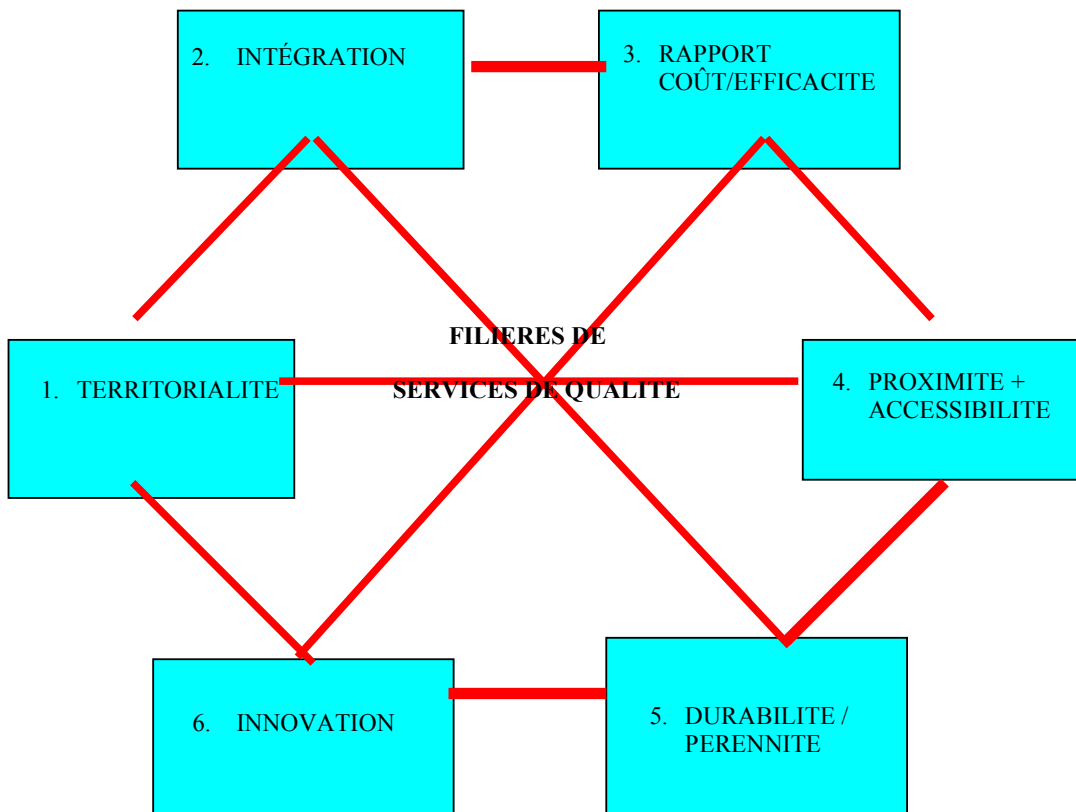 2. INTÉGRATION
3. RAPPORT
COÛT/EFFICACITE
FILIERES DE
SERVICES DE QUALITE
1. TERRITORIALITE
4. PROXIMITE +
ACCESSIBILITE
6. INNOVATION
5. DURABILITE /
PERENNITE